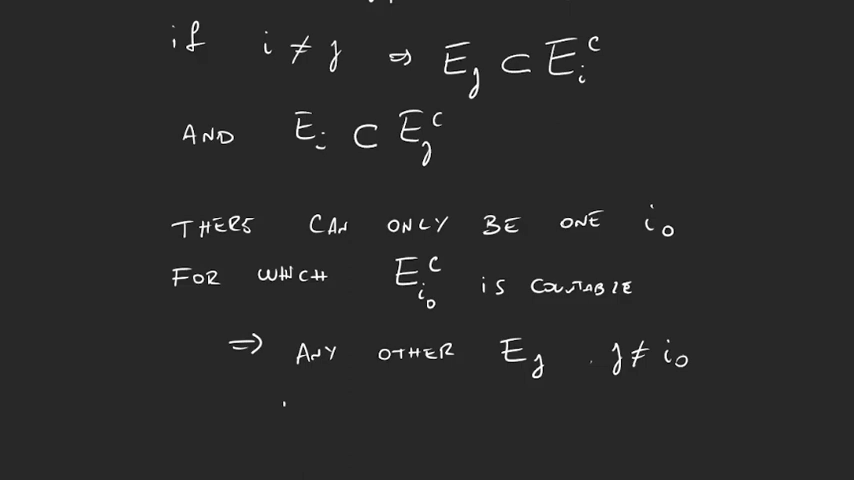 if i ≠ j ⇒ E_j ⊂ E_i^c
AND E_i ⊂ E_j^c
THERE CAN ONLY BE ONE i_0
FOR WHICH E_{i_0}^c IS COUNTABLE
⇒ ANY OTHER E_j j ≠ i_0